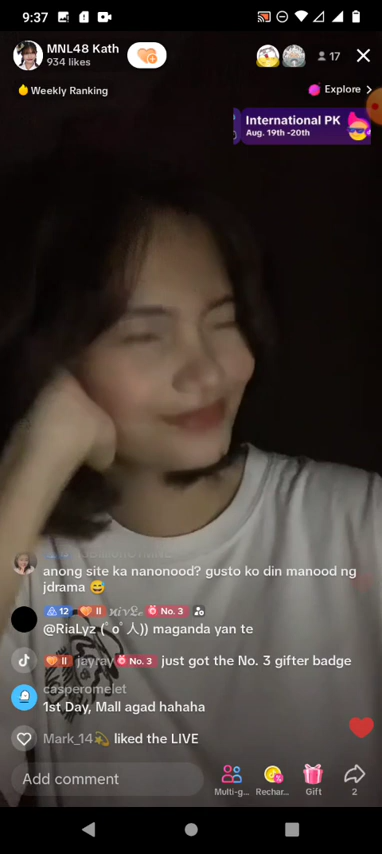 9:37
MNL48 Kath
934 likes
17
Weekly Ranking
Explore
International PK
Aug. 19th -20th
anong site ka nanonood? gusto ko din manood ng
jdrama 😅
12 II No. 3
@RiaLyz (ﾟoﾟ人)) maganda yan te
II jayray No. 3 just got the No. 3 gifter badge
casperomelet
1st Day, Mall agad hahaha
Mark_14💫 liked the LIVE
Add comment
Multi-g... Rechar... Gift 2